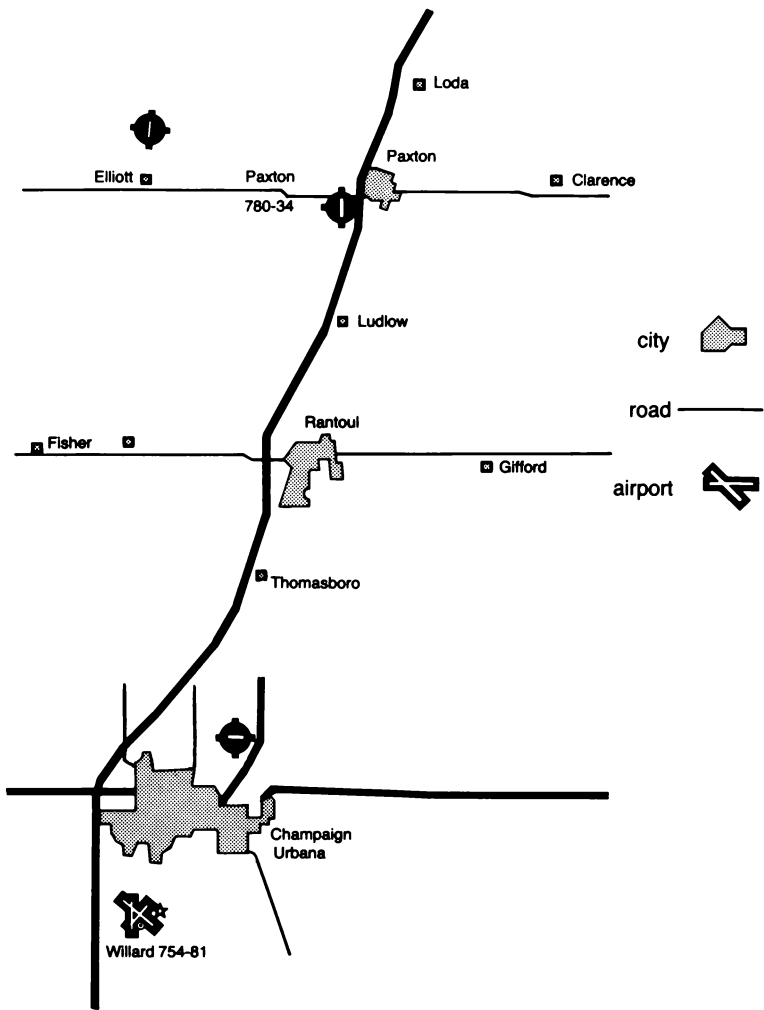 Loda
Paxton
Elliott
Paxton
Clarence
780-34
Ludlow
city
road
Rantoul
Fisher
Gifford
airport
Thomasboro
Champaign
Urbana
Willard 754-81